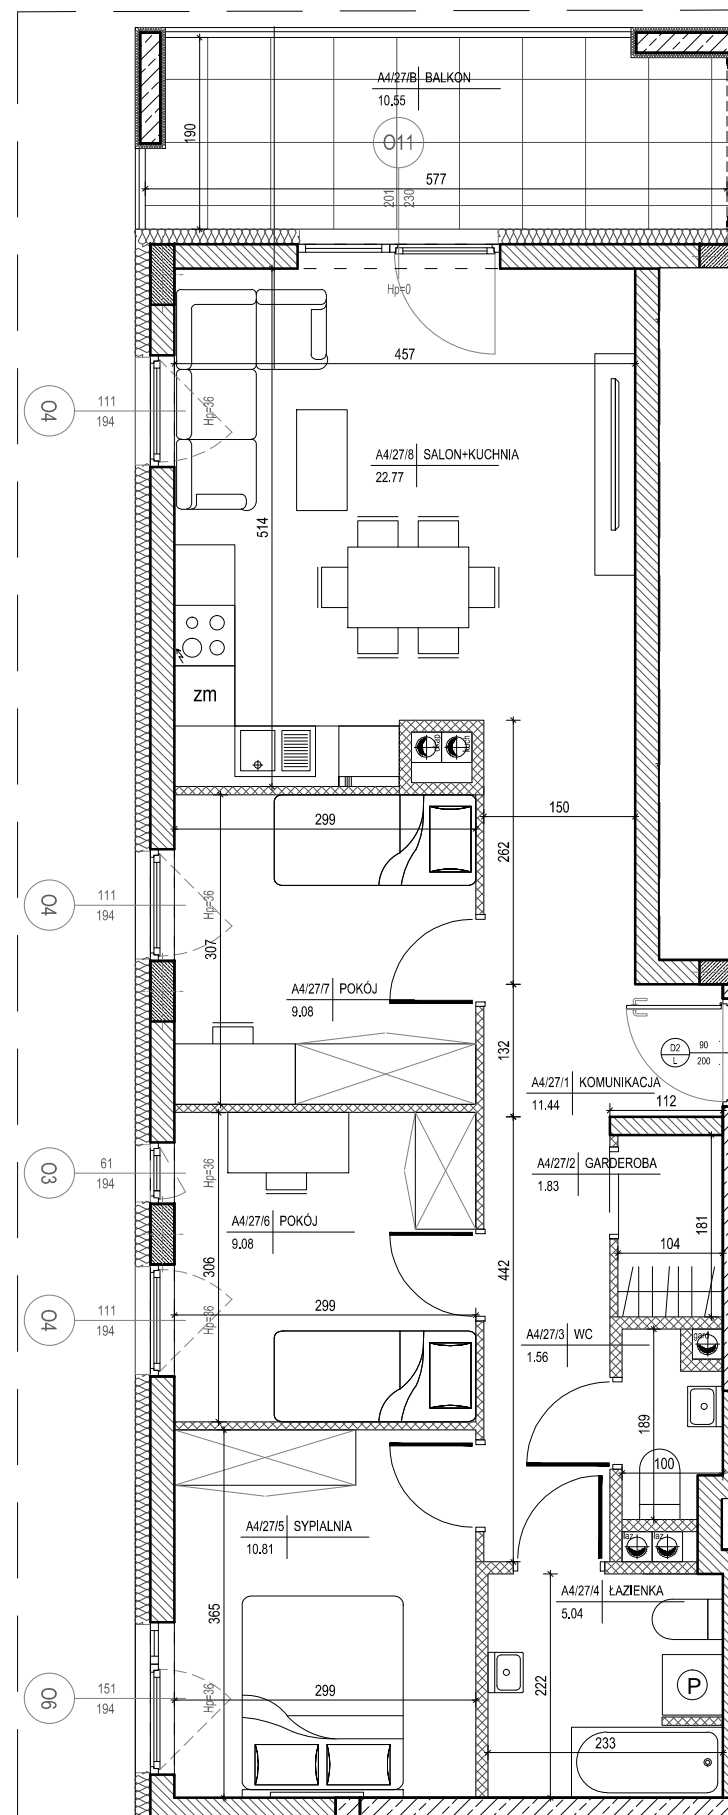 A4/27/B BALKON
10.55
190
O11
577
201
230
Hp=0
457
O4
111
194
Hp=36
A4/27/8 SALON+KUCHNIA
22.77
514
zm
okap
kuch
150
299
262
O4
111
194
Hp=36
307
A4/27/7 POKÓJ
9.08
132
D2
L
90
200
A4/27/1 KOMUNIKACJA
11.44
112
O3
61
194
Hp=36
A4/27/2 GARDEROBA
1.83
181
A4/27/6 POKÓJ
9.08
104
306
442
O4
111
194
Hp=36
299
A4/27/3 WC
1.56
gard
189
100
A4/27/5 SYPIALNIA
10.81
łaz
łaz
A4/27/4 ŁAZIENKA
5.04
365
222
P
O6
151
194
Hp=36
299
233